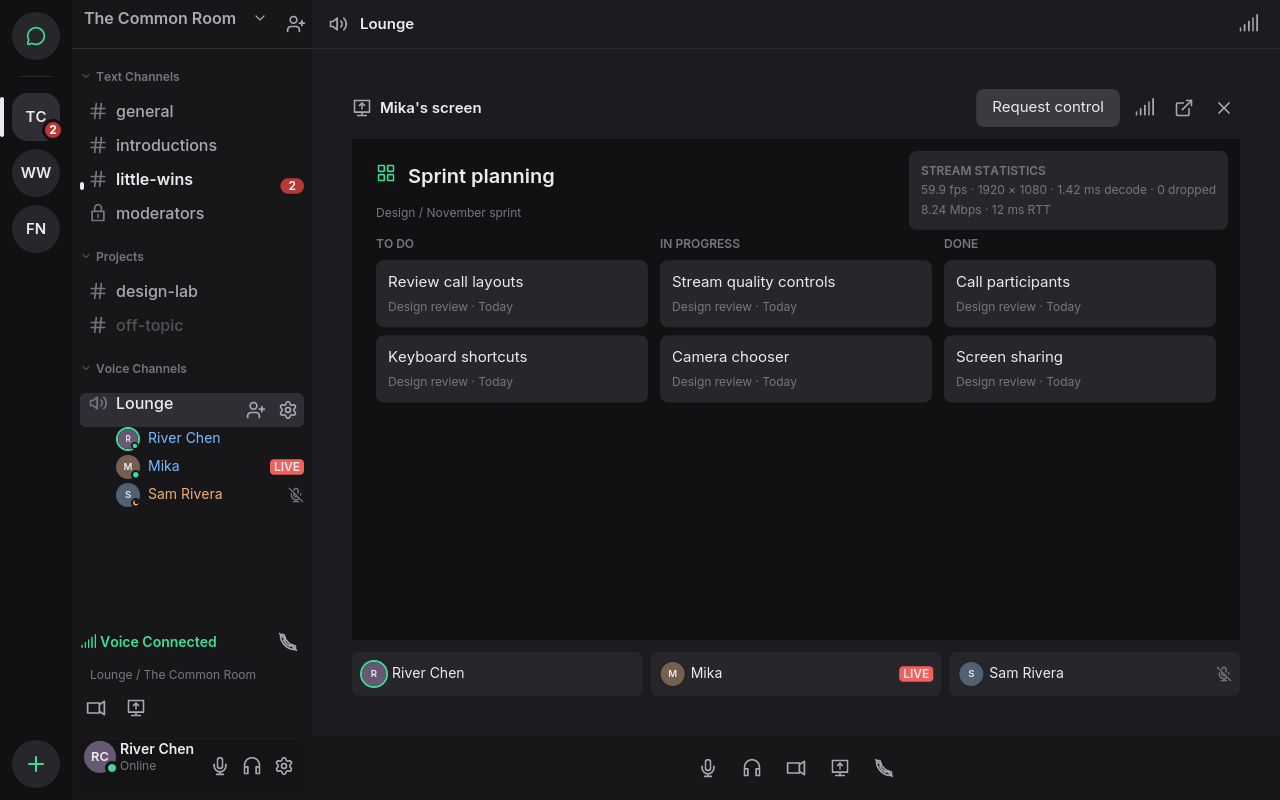 TC
2
WW
FN
The Common Room
Text Channels
general
introductions
little-wins
2
moderators
Projects
design-lab
off-topic
Voice Channels
Lounge
R
River Chen
M
Mika
LIVE
S
Sam Rivera
Voice Connected
Lounge / The Common Room
RC
River Chen
Online
Lounge
Mika's screen
Request control
Sprint planning
Design / November sprint
STREAM STATISTICS
59.9 fps · 1920 × 1080 · 1.42 ms decode · 0 dropped
8.24 Mbps · 12 ms RTT
TO DO
Review call layouts
Design review · Today
Keyboard shortcuts
Design review · Today
IN PROGRESS
Stream quality controls
Design review · Today
Camera chooser
Design review · Today
DONE
Call participants
Design review · Today
Screen sharing
Design review · Today
R
River Chen
M
Mika
LIVE
S
Sam Rivera